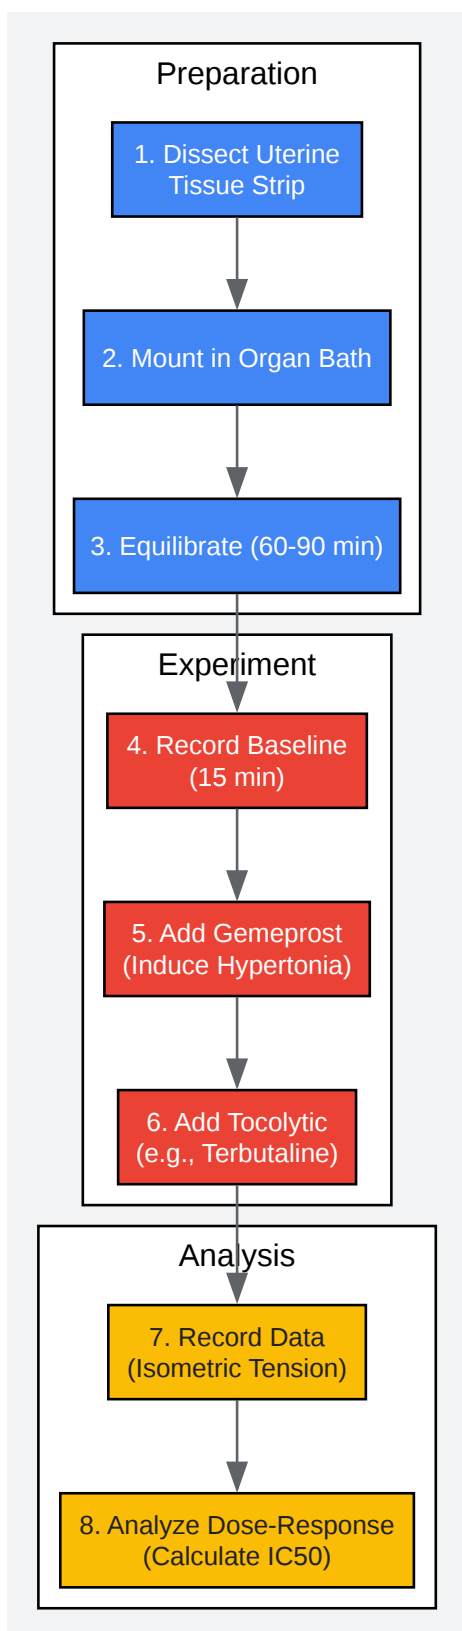 Preparation
1. Dissect Uterine
Tissue Strip
2. Mount in Organ Bath
3. Equilibrate (60-90 min)
Experiment
4. Record Baseline
(15 min)
5. Add Gemeprost
(Induce Hypertonia)
6. Add Tocolytic
(e.g., Terbutaline)
Analysis
7. Record Data
(Isometric Tension)
8. Analyze Dose-Response
(Calculate IC50)